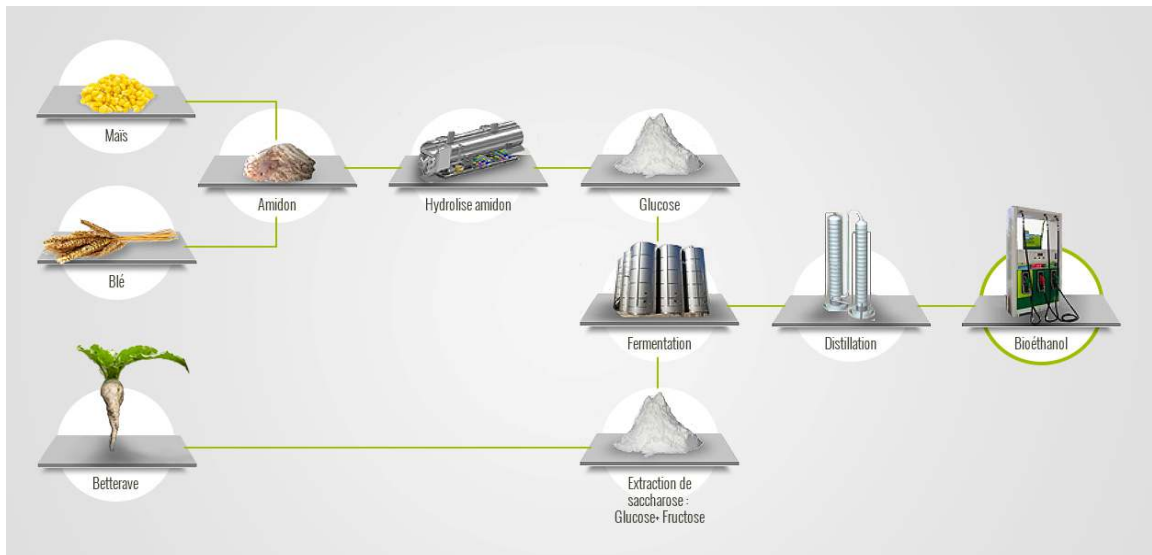 Maïs
Amidon
Hydrolise amidon
Glucose
Blé
Fermentation
Distillation
Bioéthanol
Betterave
Extraction de
saccharose :
Glucose+ Fructose